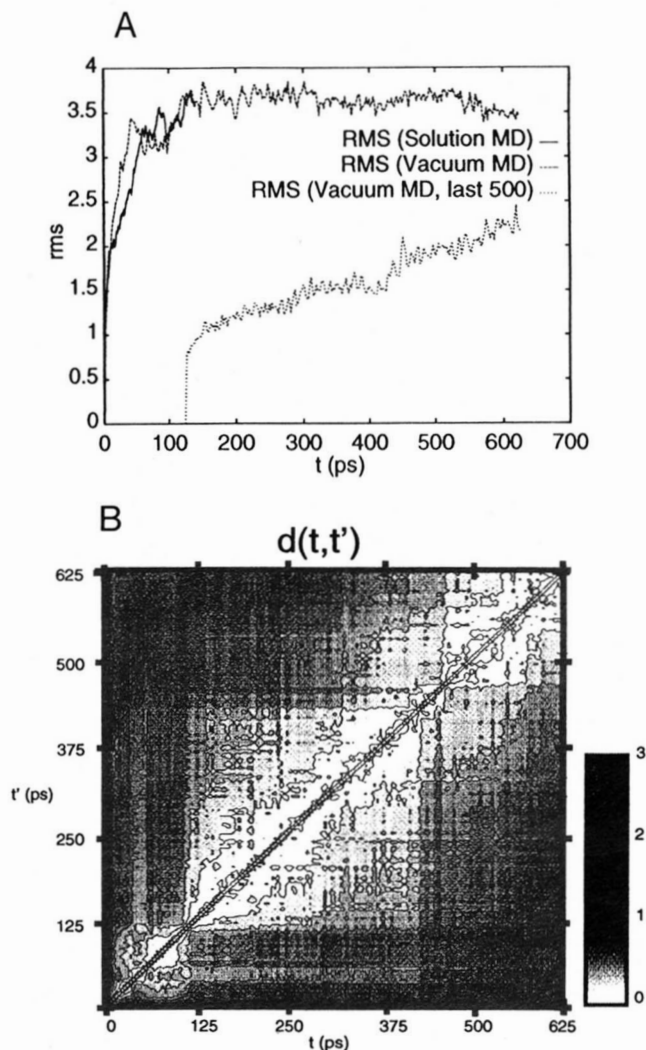 A
4
3.5
3
2.5
2
1.5
1
0.5
0
rms
RMS (Solution MD)
RMS (Vacuum MD)
RMS (Vacuum MD, last 500)
0 100 200 300 400 500 600 700
t (ps)
B
d(t,t')
625
500
375
250
125
t' (ps)
0 125 250 375 500 625
t (ps)
3
2
1
0